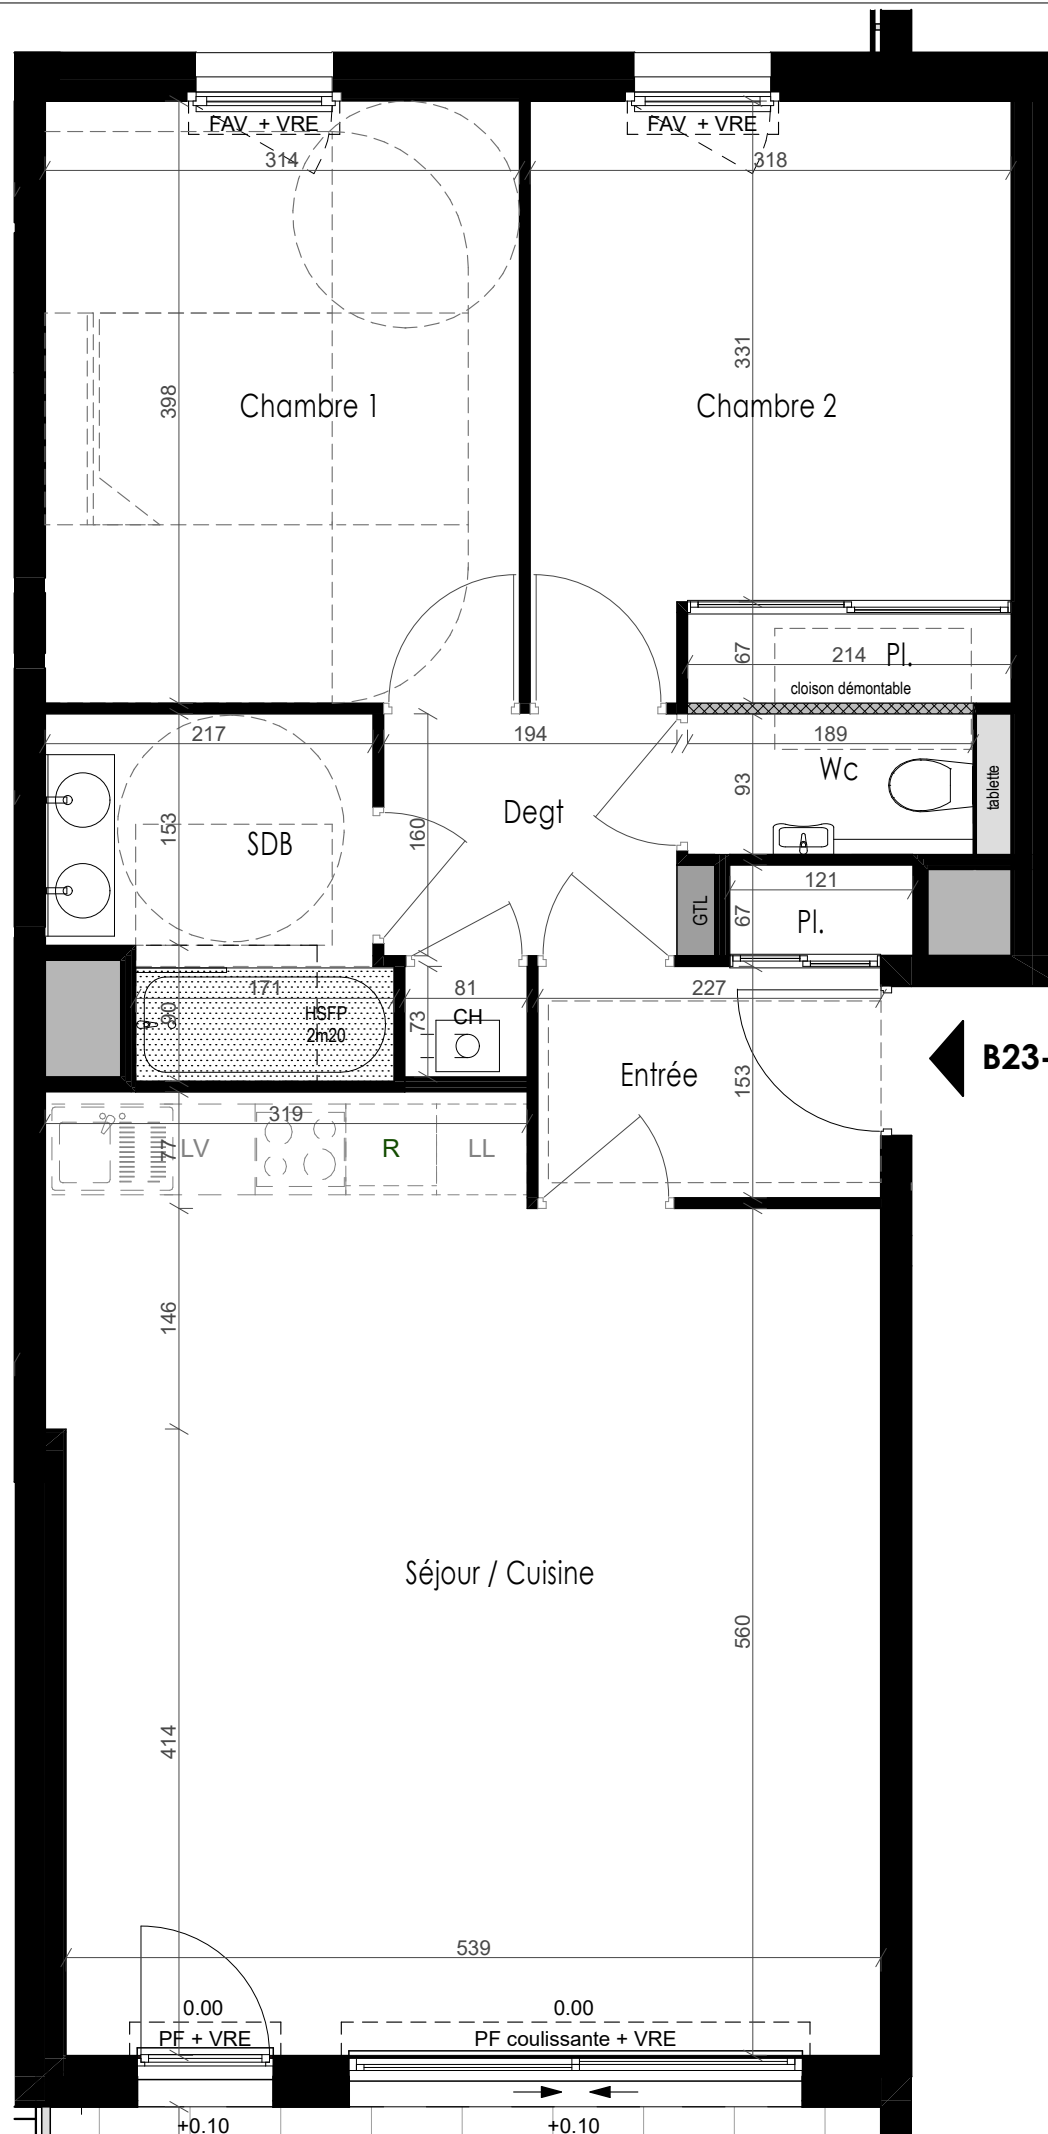 FAV + VRE
FAV + VRE
314
318
398
331
Chambre 1
Chambre 2
67
214
Pl.
cloison démontable
217
194
189
Wc
93
tablette
153
SDB
160
Degt
GTL
121
67
Pl.
171
90
HSFP
2m20
81
73
CH
227
Entrée
153
B23-
319
77
LV
R
LL
146
Séjour / Cuisine
560
414
539
0.00
PF + VRE
0.00
PF coulissante + VRE
+0.10
+0.10